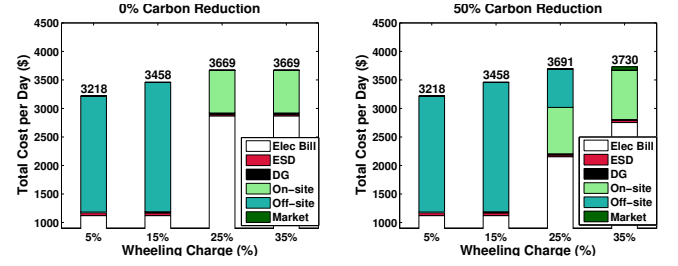 0% Carbon Reduction
Total Cost per Day ($)
4500
4000
3500
3000
2500
2000
1500
1000
3218
3458
3669
3669
Elec Bill
ESD
DG
On-site
Off-site
Market
5%
15%
25%
35%
Wheeling Charge (%)
50% Carbon Reduction
Total Cost per Day ($)
4500
4000
3500
3000
2500
2000
1500
1000
3218
3458
3691
3730
Elec Bill
ESD
DG
On-site
Off-site
Market
5%
15%
25%
35%
Wheeling Charge (%)